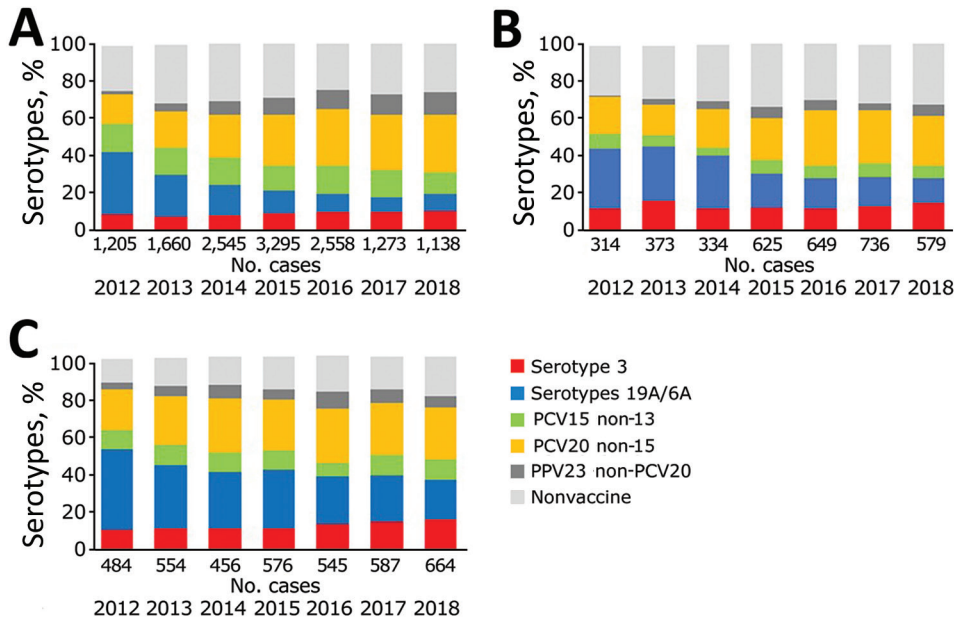 A
Serotypes, %
100
80
60
40
20
0
1,205 1,660 2,545 3,295 2,558 1,273 1,138
No. cases
2012 2013 2014 2015 2016 2017 2018
B
Serotypes, %
100
80
60
40
20
0
314 373 334 625 649 736 579
No. cases
2012 2013 2014 2015 2016 2017 2018
C
Serotypes, %
100
80
60
40
20
0
484 554 456 576 545 587 664
No. cases
2012 2013 2014 2015 2016 2017 2018
Serotype 3
Serotypes 19A/6A
PCV15 non-13
PCV20 non-15
PPV23 non-PCV20
Nonvaccine